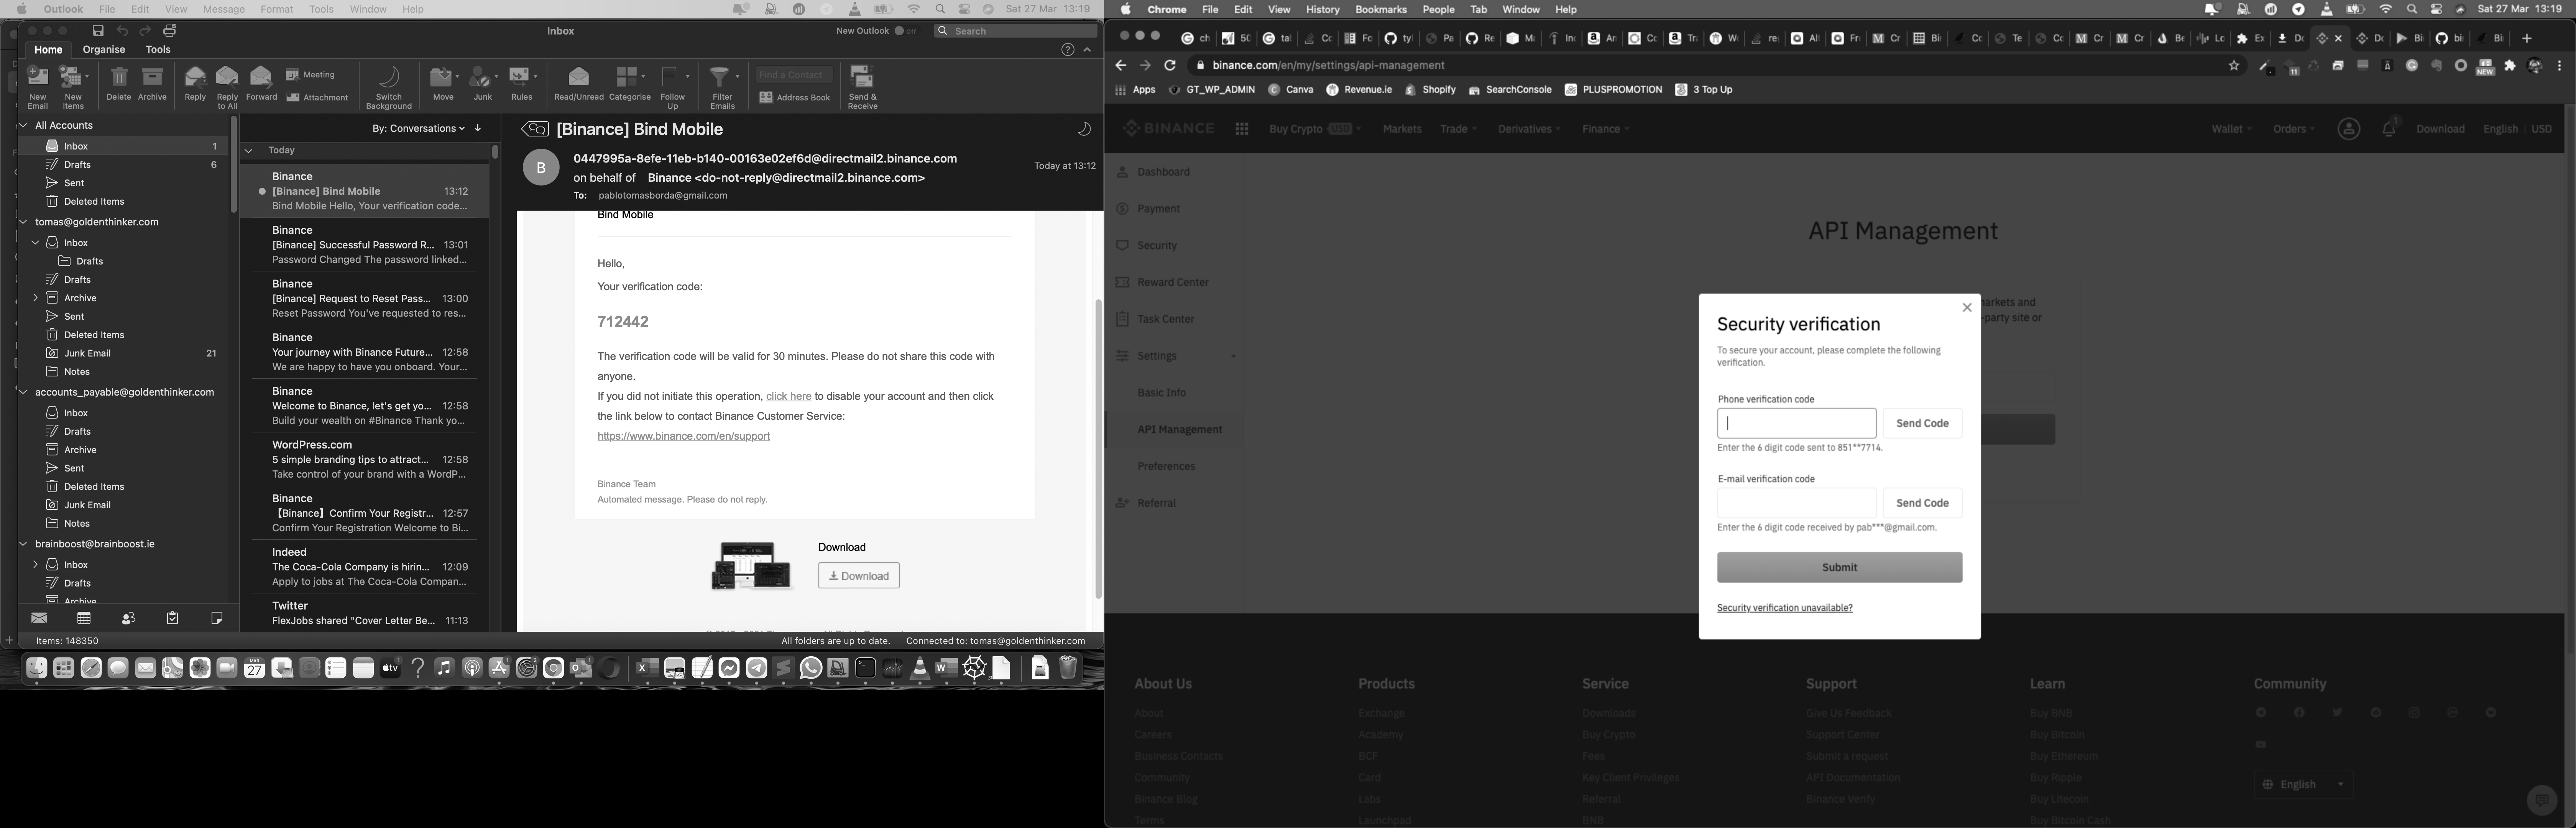 Outlook File Edit View Message Format Tools Window Help
Sat 27 Mar 13:19
Inbox
New Outlook
Search
Home Organise Tools
New Email
New Items
Delete
Archive
Reply
Reply to All
Forward
Meeting
Attachment
Switch Background
Move
Junk
Rules
Read/Unread
Categorise
Follow Up
Filter Emails
Find a Contact
Address Book
Send & Receive
All Accounts
Inbox 1
Drafts 6
Sent
Deleted Items
tomas@goldenthinker.com
Inbox
Drafts
Drafts
Archive
Sent
Deleted Items
Junk Email 21
Notes
accounts_payable@goldenthinker.com
Inbox
Drafts
Archive
Sent
Deleted Items
Junk Email
Notes
brainboost@brainboost.ie
Inbox
Drafts
Archive
Items: 148350
By: Conversations
Today
Binance
[Binance] Bind Mobile 13:12
Bind Mobile Hello, Your verification code...
Binance
[Binance] Successful Password R... 13:01
Password Changed The password linked...
Binance
[Binance] Request to Reset Pass... 13:00
Reset Password You've requested to res...
Binance
Your journey with Binance Future... 12:58
We are happy to have you onboard. Your...
Binance
Welcome to Binance, let's get yo... 12:58
Build your wealth on #Binance Thank yo...
WordPress.com
5 simple branding tips to attract... 12:58
Take control of your brand with a WordP...
Binance
【Binance】Confirm Your Registr... 12:57
Confirm Your Registration Welcome to Bi...
Indeed
The Coca-Cola Company is hirin... 12:09
Apply to jobs at The Coca-Cola Compan...
Twitter
FlexJobs shared "Cover Letter Be... 11:13
[Binance] Bind Mobile
B
0447995a-8efe-11eb-b140-00163e02ef6d@directmail2.binance.com
on behalf of Binance <do-not-reply@directmail2.binance.com>
To: pablotomasborda@gmail.com
Today at 13:12
Bind Mobile
Hello,
Your verification code:
712442
The verification code will be valid for 30 minutes. Please do not share this code with
anyone.
If you did not initiate this operation, click here to disable your account and then click
the link below to contact Binance Customer Service:
https://www.binance.com/en/support
Binance Team
Automated message. Please do not reply.
Download
Download
All folders are up to date. Connected to: tomas@goldenthinker.com
Chrome File Edit View History Bookmarks People Tab Window Help
Sat 27 Mar 13:19
binance.com/en/my/settings/api-management
Apps GT_WP_ADMIN Canva Revenue.ie Shopify SearchConsole PLUSPROMOTION 3 Top Up
BINANCE
Buy Crypto USD Markets Trade Derivatives Finance
Wallet Orders 1 Download English USD
Dashboard
Payment
Security
Reward Center
Task Center
Settings
Basic Info
API Management
Preferences
Referral
API Management
arkets and
-party site or
Security verification
To secure your account, please complete the following
verification.
Phone verification code
Send Code
Enter the 6 digit code sent to 851**7714.
E-mail verification code
Send Code
Enter the 6 digit code received by pab***@gmail.com.
Submit
Security verification unavailable?
About Us
About
Careers
Business Contacts
Community
Binance Blog
Terms
Products
Exchange
Academy
BCF
Card
Labs
Launchpad
Service
Downloads
Buy Crypto
Fees
Key Client Privileges
Referral
BNB
Support
Give Us Feedback
Support Center
Submit a request
API Documentation
Binance Verify
Learn
Buy BNB
Buy Bitcoin
Buy Ethereum
Buy Ripple
Buy Litecoin
Buy Bitcoin Cash
Community
English